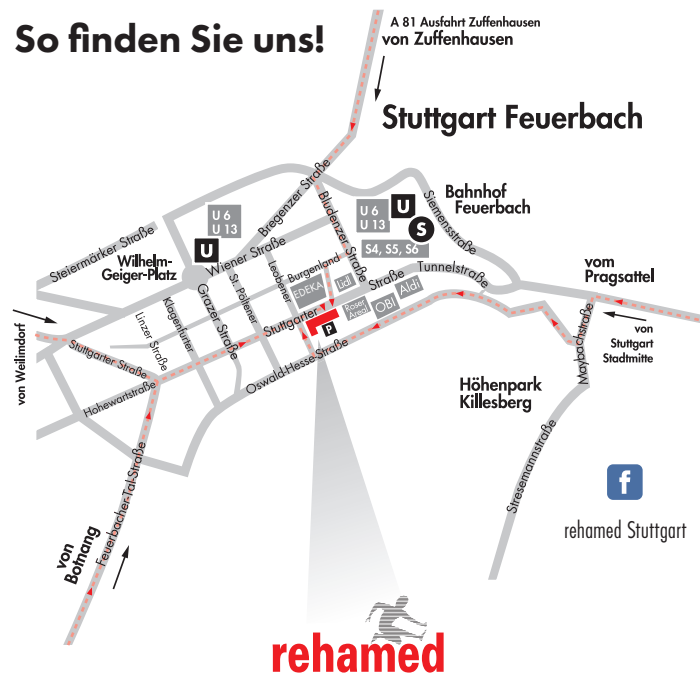 So finden Sie uns!
A 81 Ausfahrt Zuffenhausen
von Zuffenhausen
Stuttgart Feuerbach
Bahnhof
Feuerbach
Siemensstraße
U 6
U 13
U
S
S4, S5, S6
Bregenzer Straße
Bludenzer Straße
U 6
U 13
U
Steiermärker Straße
Wilhelm-
Geiger-Platz
Wiener Straße
Burgenland
EDEKA
Lidl
Leobener
St. Pöltener
Grazer Straße
Klagenfurter
Linzer Straße
Stuttgarter
Straße
Tunnelstraße
Roser
Areal
OBI
Aldi
P
vom
Pragsattel
von
Stuttgart
Stadtmitte
Maybachstraße
von Weilimdorf
Stuttgarter Straße
Hohewartstraße
Oswald-Hesse-Straße
Höhenpark
Killesberg
Stresemannstraße
Feuerbacher-Tal-Straße
von
Botnang
f
rehamed Stuttgart
rehamed